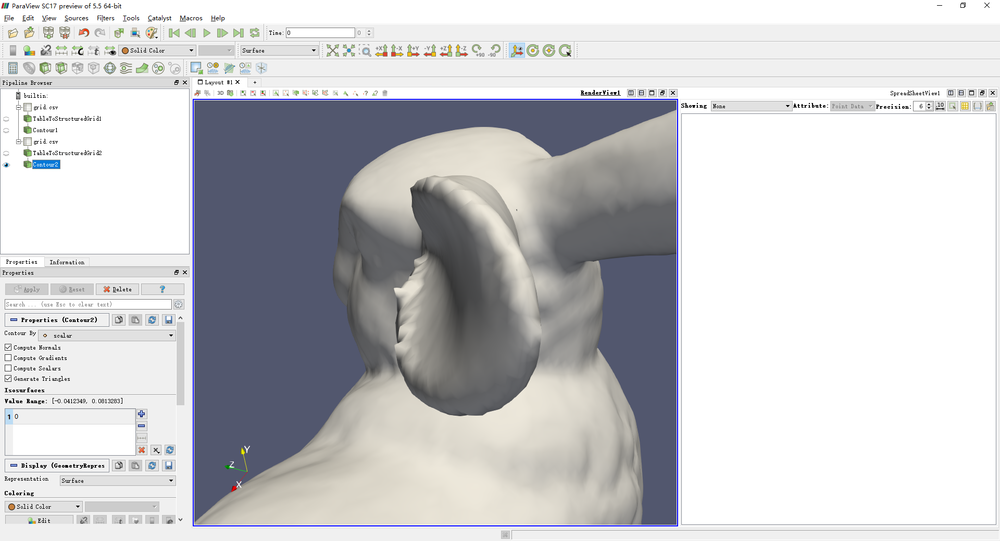 ParaView SC17 preview of 5.5 64-bit
File Edit View Sources Filters Tools Catalyst Macros Help
Time: 0 0
Solid Color Surface +X -X +Y -Y +Z -Z +90 -90
Pipeline Browser
builtin:
grid.csv
TableToStructuredGrid1
Contour1
grid.csv
TableToStructuredGrid2
Contour2
Properties Information
Properties
Apply Reset Delete ?
Search ... (use Esc to clear text)
Properties (Contour2)
Contour By scalar
Compute Normals
Compute Gradients
Compute Scalars
Generate Triangles
Isosurfaces
Value Range: [-0.0412349, 0.0813283]
1 0
Display (GeometryRepres
Representation Surface
Coloring
Solid Color
Edit
Layout #1 +
3D RenderView1
Y
Z
X
SpreadSheetView1
Showing None Attribute: Point Data Precision: 6 .10